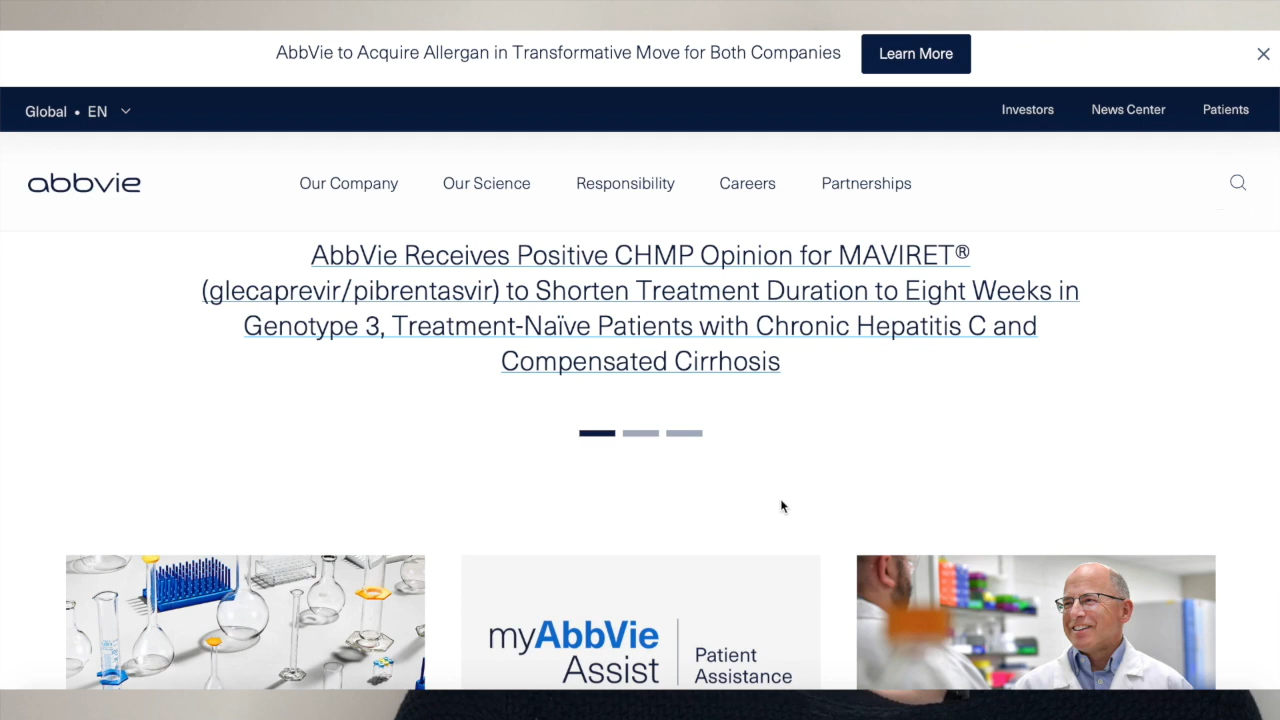 AbbVie to Acquire Allergan in Transformative Move for Both Companies
Learn More
Global • EN
Investors
News Center
Patients
abbvie
Our Company
Our Science
Responsibility
Careers
Partnerships
AbbVie Receives Positive CHMP Opinion for MAVIRET®
(glecaprevir/pibrentasvir) to Shorten Treatment Duration to Eight Weeks in
Genotype 3, Treatment-Naïve Patients with Chronic Hepatitis C and
Compensated Cirrhosis
myAbbVie
Assist
Patient
Assistance